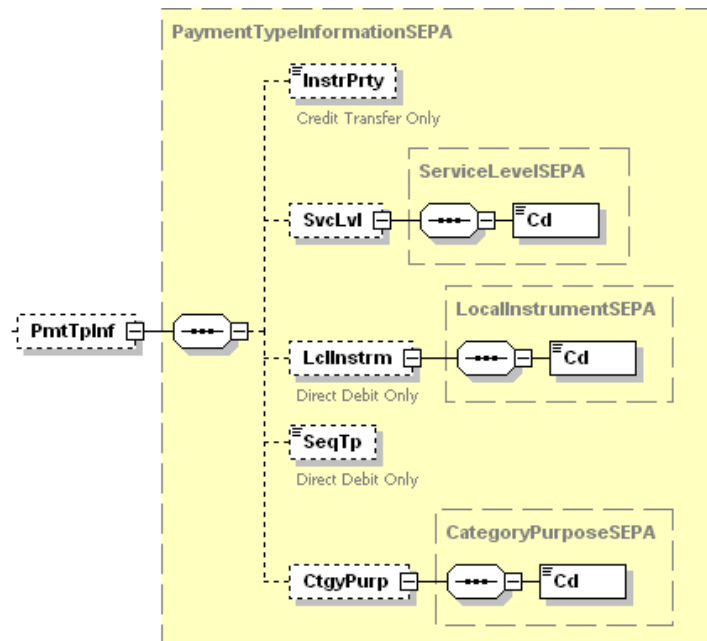 PaymentTypeInformationSEPA
InstrPrty
Credit Transfer Only
ServiceLevelSEPA
SvcLvl
Cd
LocalInstrumentSEPA
PmtTpInf
LclInstrm
Cd
Direct Debit Only
SeqTp
Direct Debit Only
CategoryPurposeSEPA
CtgyPurp
Cd